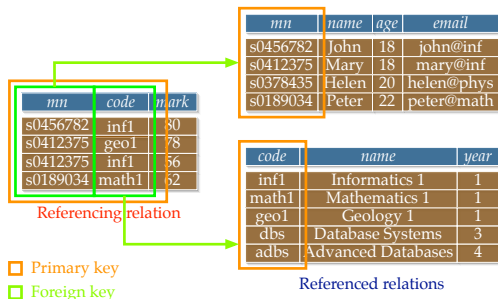 mn name age email
s0456782 John 18 john@inf
s0412375 Mary 18 mary@inf
s0378435 Helen 20 helen@phys
s0189034 Peter 22 peter@math
mn code mark
s0456782 inf1 80
s0412375 geo1 78
s0412375 inf1 56
s0189034 math1 62
Referencing relation
code name year
inf1 Informatics 1 1
math1 Mathematics 1 1
geo1 Geology 1 1
dbs Database Systems 3
adbs Advanced Databases 4
Referenced relations
Primary key
Foreign key